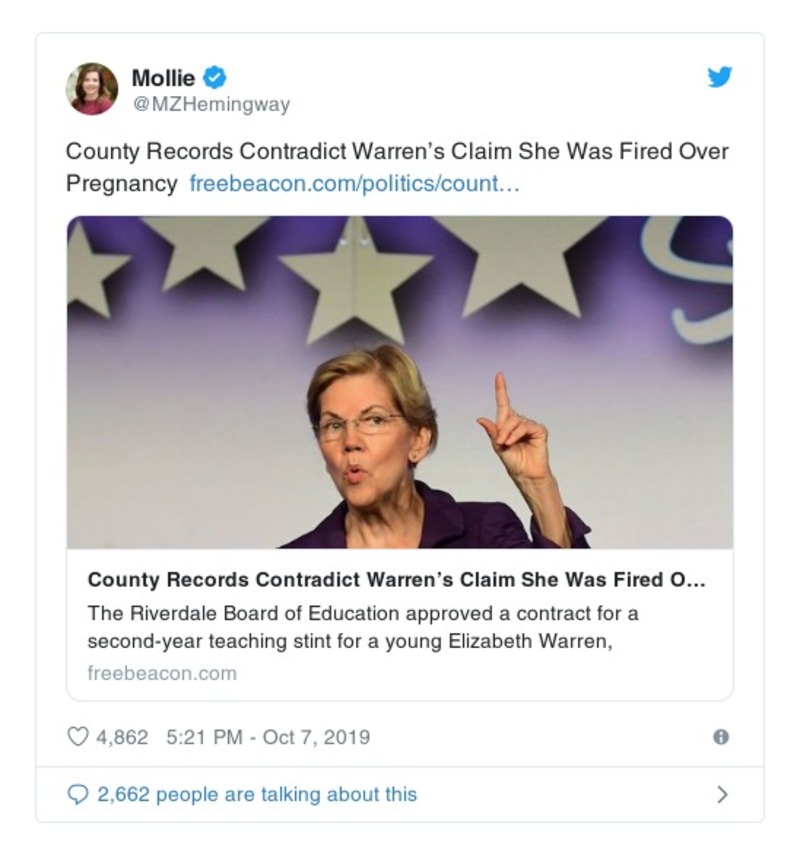 Mollie
@MZHemingway
County Records Contradict Warren’s Claim She Was Fired Over
Pregnancy freebeacon.com/politics/count…
County Records Contradict Warren’s Claim She Was Fired O…
The Riverdale Board of Education approved a contract for a
second-year teaching stint for a young Elizabeth Warren,
freebeacon.com
4,862 5:21 PM - Oct 7, 2019
2,662 people are talking about this